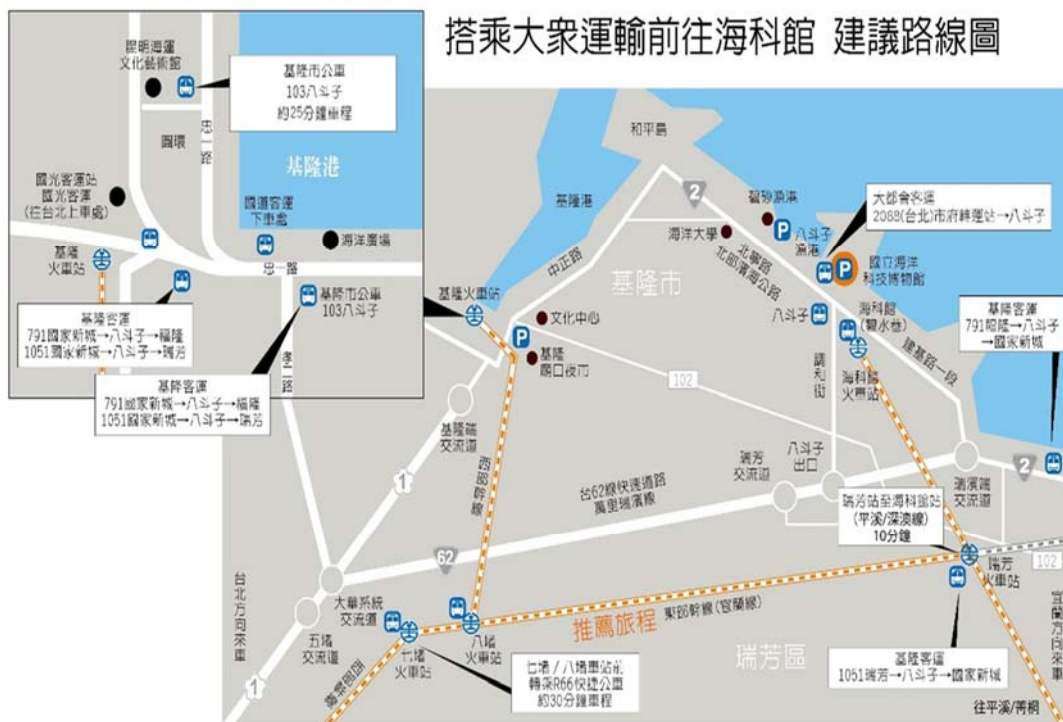 搭乘大眾運輸前往海科館 建議路線圖
陽明海運
文化藝術館
基隆市公車
103八斗子
約25分鐘車程
圓環
忠一路
基隆港
國光客運站
國光客運
(往台北上車處)
國道客運
下車處
海洋廣場
忠一路
基隆
火車站
基隆市公車
103八斗子
孝二路
基隆客運
791國家新城→八斗子→福隆
1051國家新城→八斗子→瑞芳
基隆客運
791國家新城→八斗子→福隆
1051國家新城→八斗子→瑞芳
和平島
基隆港
2
碧砂漁港
海洋大學
八斗子
漁港
大都會客運
2088(台北)市府轉運站→八斗子
國立海洋
科技博物館
中正路
北寧路
北部濱海公路
基隆市
基隆火車站
文化中心
基隆
廟口夜市
八斗子
海科館
(碧水巷)
海科館
火車站
建基路一段
基隆客運
791福隆→八斗子
→國家新城
調和街
102
基隆端
交流道
西部幹線
1
瑞芳
交流道
八斗子
出口
瑞濱端
交流道
2
台62線快速道路
萬里瑞濱線
62
瑞芳站至海科館站
(平溪/深澳線)
10分鐘
瑞芳
火車站
102
台北方向來車
大華系統
交流道
五堵
交流道
七堵
火車站
八堵
火車站
東部幹線(宜蘭線)
推薦旅程
瑞芳區
宜蘭方向來車
西部幹線
1
七堵/八堵車站前
轉乘R66快捷公車
約30分鐘車程
基隆客運
1051瑞芳→八斗子→國家新城
往平溪/菁桐